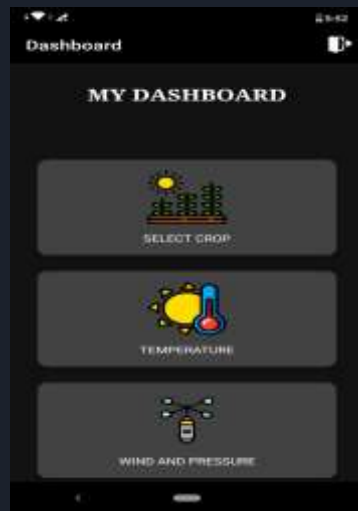 Dashboard
MY DASHBOARD
SELECT CROP
TEMPERATURE
WIND AND PRESSURE